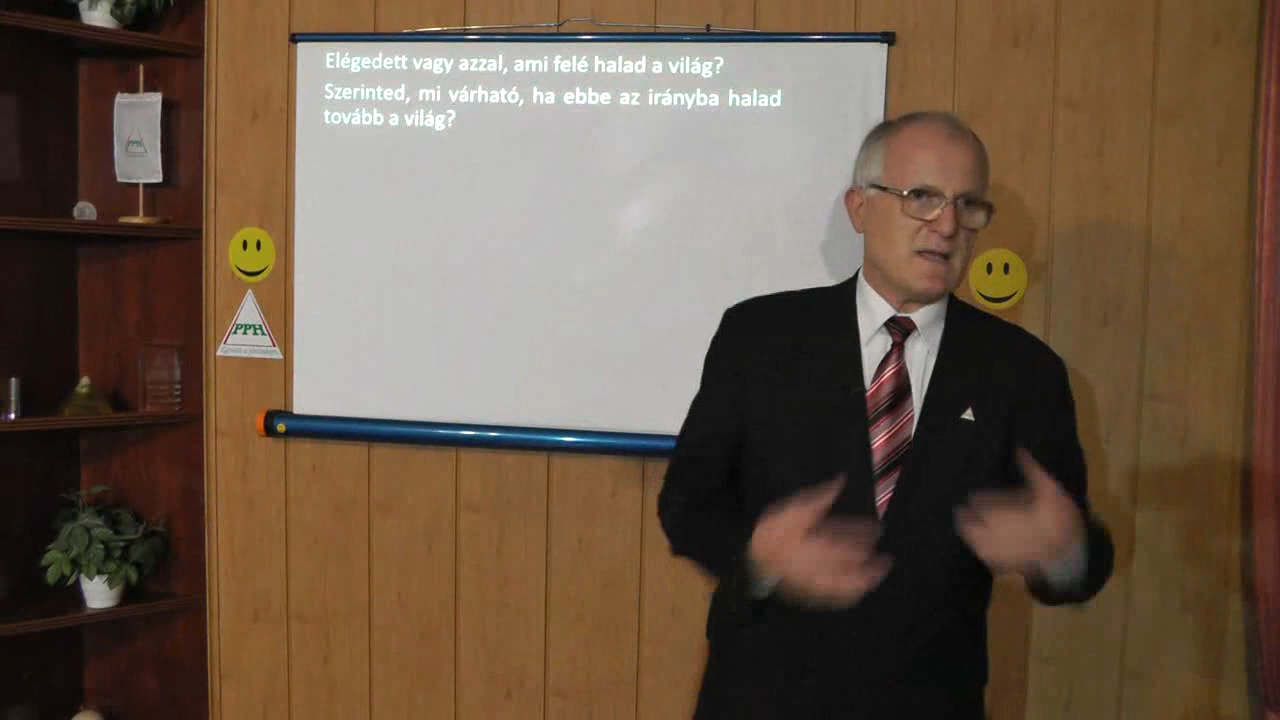 Elégedett vagy azzal, ami felé halad a világ?
Szerinted, mi várható, ha ebbe az irányba halad
tovább a világ?
PPH
PPH